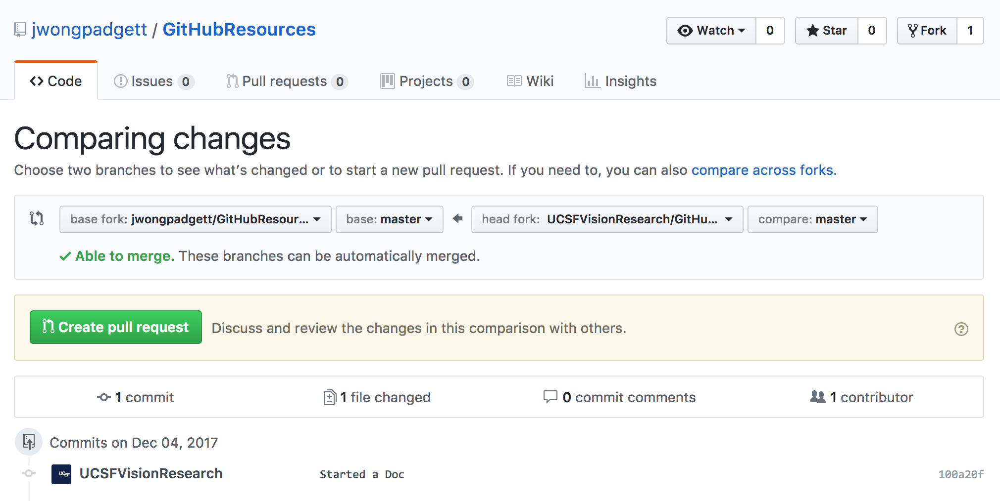 jwongpadgett / GitHubResources
Watch 0 Star 0 Fork 1
Code Issues 0 Pull requests 0 Projects 0 Wiki Insights
Comparing changes
Choose two branches to see what’s changed or to start a new pull request. If you need to, you can also compare across forks.
base fork: jwongpadgett/GitHubResour... base: master head fork: UCSFVisionResearch/GitHu... compare: master
Able to merge. These branches can be automatically merged.
Create pull request Discuss and review the changes in this comparison with others.
1 commit 1 file changed 0 commit comments 1 contributor
Commits on Dec 04, 2017
UCSF UCSFVisionResearch Started a Doc 100a20f